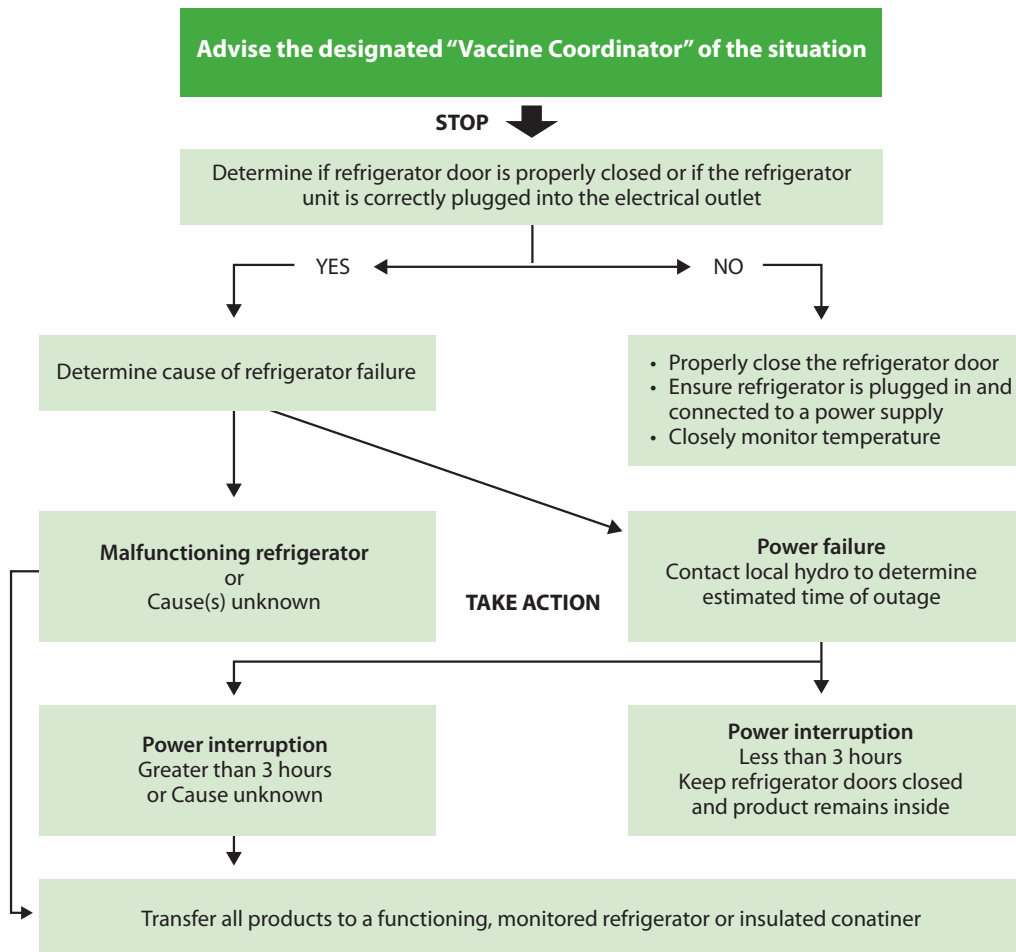 Advise the designated “Vaccine Coordinator” of the situation
STOP
Determine if refrigerator door is properly closed or if the refrigerator
unit is correctly plugged into the electrical outlet
YES
NO
Determine cause of refrigerator failure
• Properly close the refrigerator door
• Ensure refrigerator is plugged in and
connected to a power supply
• Closely monitor temperature
Malfunctioning refrigerator
or
Cause(s) unknown
TAKE ACTION
Power failure
Contact local hydro to determine
estimated time of outage
Power interruption
Greater than 3 hours
or Cause unknown
Power interruption
Less than 3 hours
Keep refrigerator doors closed
and product remains inside
Transfer all products to a functioning, monitored refrigerator or insulated conatiner